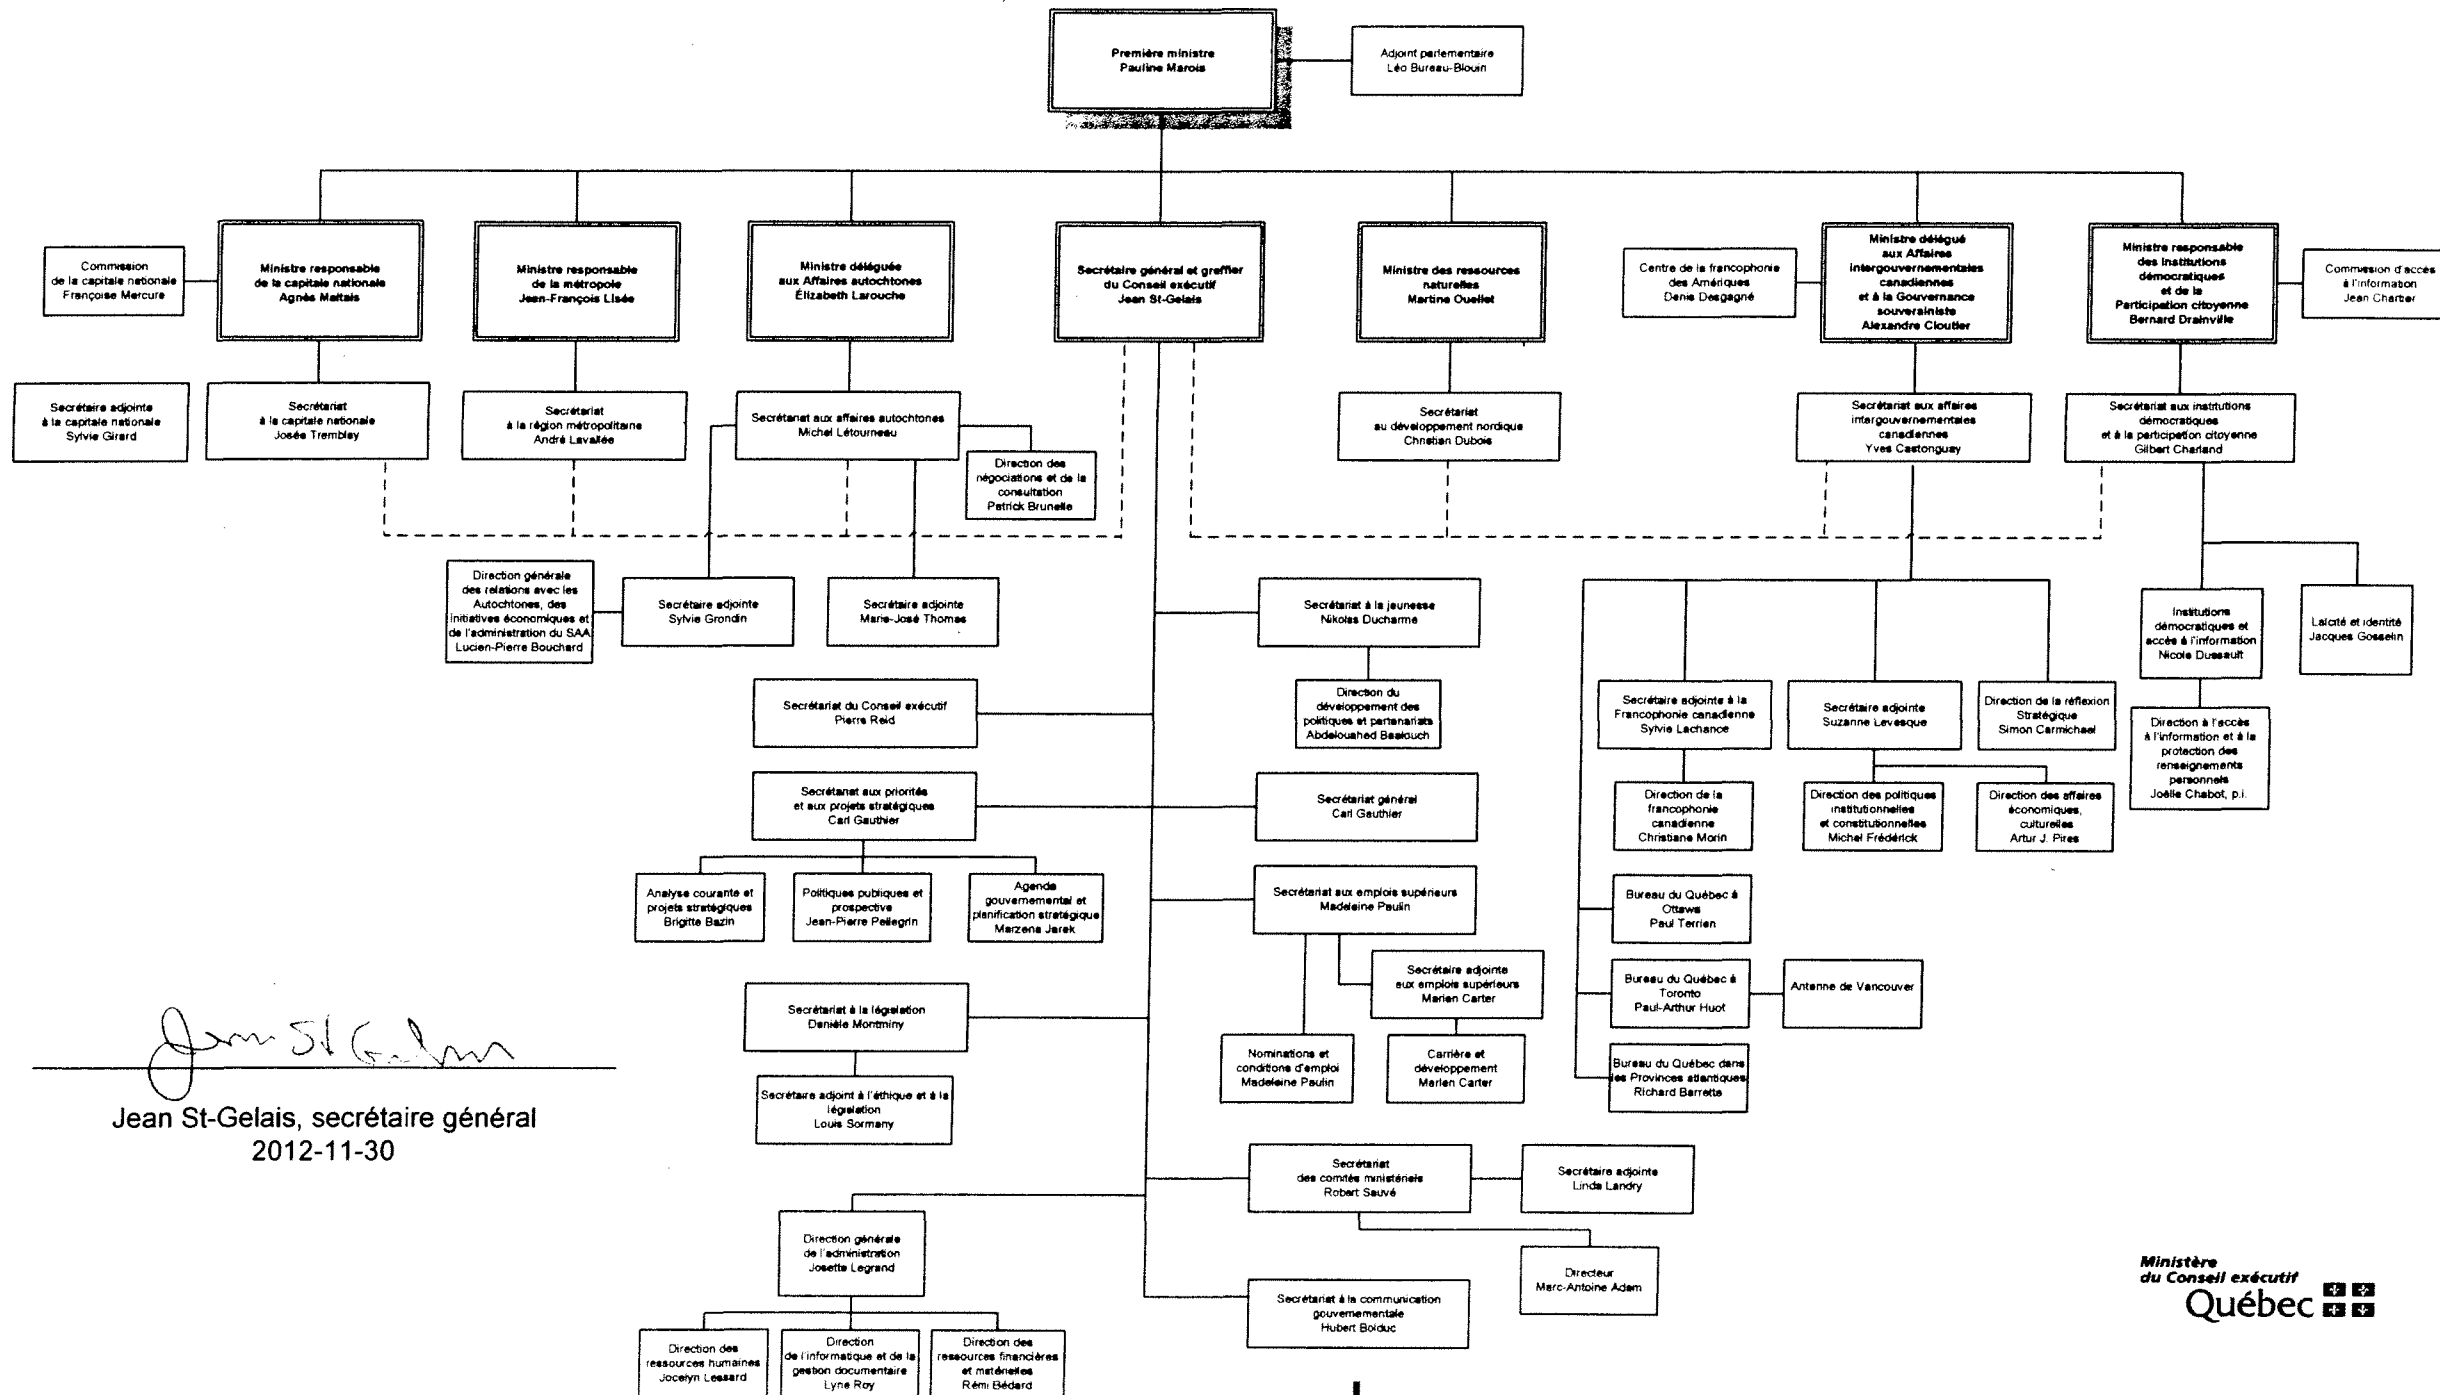 Première ministre
Pauline Marois
Adjoint parlementaire
Léo Bureau-Blouin
Commission
de la capitale nationale
Françoise Mercure
Ministre responsable
de la capitale nationale
Agnès Maltais
Ministre responsable
de la métropole
Jean-François Lisée
Ministre déléguée
aux Affaires autochtones
Élizabeth Larouche
Secrétaire général et greffier
du Conseil exécutif
Jean St-Gelais
Ministre des ressources
naturelles
Martine Ouellet
Centre de la francophonie
des Amériques
Denis Desgagné
Ministre délégué
aux Affaires
intergouvernementales
canadiennes
et à la Gouvernance
souverainiste
Alexandre Cloutier
Ministre responsable
des Institutions
démocratiques
et de la
Participation citoyenne
Bernard Drainville
Commission d'accès
à l'information
Jean Chartier
Secrétaire adjointe
à la capitale nationale
Sylvie Girard
Secrétariat
à la capitale nationale
Josée Tremblay
Secrétariat
à la région métropolitaine
André Lavallée
Secrétariat aux affaires autochtones
Michel Létourneau
Direction des
négociations et de la
consultation
Patrick Brunelle
Secrétariat
au développement nordique
Christian Dubois
Secrétariat aux affaires
intergouvernementales
canadiennes
Yves Castonguay
Secrétariat aux institutions
démocratiques
et à la participation citoyenne
Gilbert Charland
Direction générale
des relations avec les
Autochtones, des
Initiatives économiques et
de l'administration du SAA
Lucien-Pierre Bouchard
Secrétaire adjointe
Sylvie Grondin
Secrétaire adjointe
Marie-José Thomas
Secrétariat à la jeunesse
Nikolas Ducharme
Institutions
démocratiques et
accès à l'information
Nicole Dussault
Laïcité et identité
Jacques Gosselin
Secrétariat du Conseil exécutif
Pierre Reid
Direction du
développement des
politiques et partenariats
Abdelouahed Baalouch
Secrétaire adjointe à la
Francophonie canadienne
Sylvie Lachance
Secrétaire adjointe
Suzanne Levesque
Direction de la réflexion
Stratégique
Simon Carmichael
Direction à l'accès
à l'information et à la
protection des
renseignements
personnels
Joëlle Chabot, p.i.
Secrétariat aux priorités
et aux projets stratégiques
Carl Gauthier
Secrétariat général
Carl Gauthier
Direction de la
francophonie
canadienne
Christiane Morin
Direction des politiques
institutionnelles
et constitutionnelles
Michel Frédérick
Direction des affaires
économiques,
culturelles
Artur J. Pires
Analyse courante et
projets stratégiques
Brigitte Bazin
Politiques publiques et
prospective
Jean-Pierre Pellegrin
Agenda
gouvernemental et
planification stratégique
Marzena Jarek
Secrétariat aux emplois supérieurs
Madeleine Paulin
Bureau du Québec à
Ottawa
Paul Terrien
Secrétaire adjointe
aux emplois supérieurs
Marlen Carter
Bureau du Québec à
Toronto
Paul-Arthur Huot
Antenne de Vancouver
Secrétariat à la législation
Danièle Montminy
Jean St-Gelais
Nominations et
conditions d'emploi
Madeleine Paulin
Carrière et
développement
Marlen Carter
Bureau du Québec dans
les Provinces atlantiques
Richard Barrette
Secrétaire adjoint à l'éthique et à la
législation
Louis Sormany
Jean St-Gelais, secrétaire général
2012-11-30
Secrétariat
des comités ministériels
Robert Sauvé
Secrétaire adjointe
Linda Landry
Direction générale
de l'administration
Josette Legrand
Directeur
Marc-Antoine Adam
Secrétariat à la communication
gouvernementale
Hubert Bolduc
Direction des
ressources humaines
Jocelyn Lessard
Direction
de l'informatique et de la
gestion documentaire
Lyne Roy
Direction des
ressources financières
et matérielles
Rémi Bédard
Ministère
du Conseil exécutif
Québec